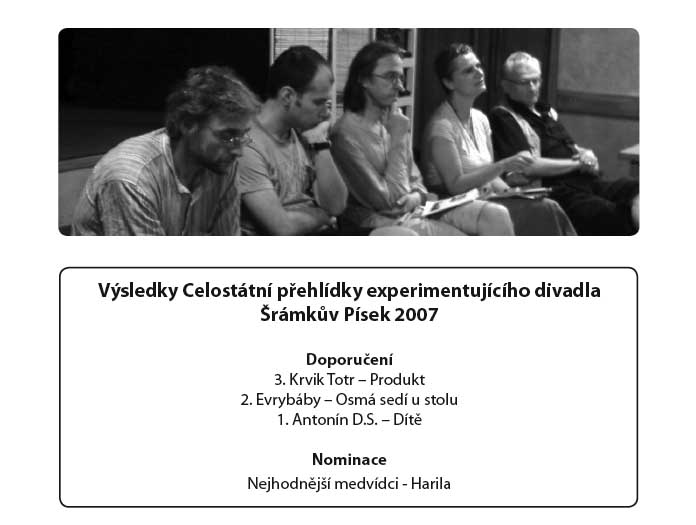 Výsledky Celostátní přehlídky experimentujícího divadla
Šrámkův Písek 2007
Doporučení
3. Krvik Totr – Produkt
2. Evrybáby – Osmá sedí u stolu
1. Antonín D.S. – Dítě
Nominace
Nejhodnější medvídci - Harila